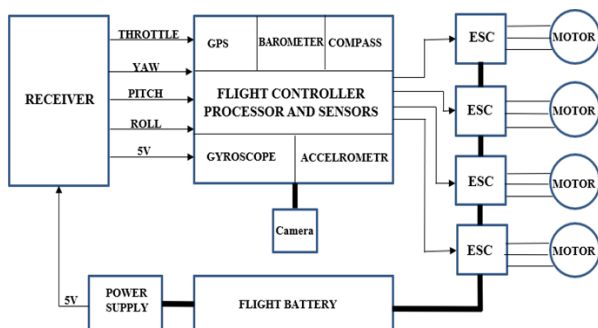 THROTTLE
YAW
PITCH
ROLL
5V
RECEIVER
GPS
BAROMETER
COMPASS
FLIGHT CONTROLLER
PROCESSOR AND SENSORS
GYROSCOPE
ACCELROMETR
Camera
ESC
MOTOR
ESC
MOTOR
ESC
MOTOR
ESC
MOTOR
5V
POWER
SUPPLY
FLIGHT BATTERY